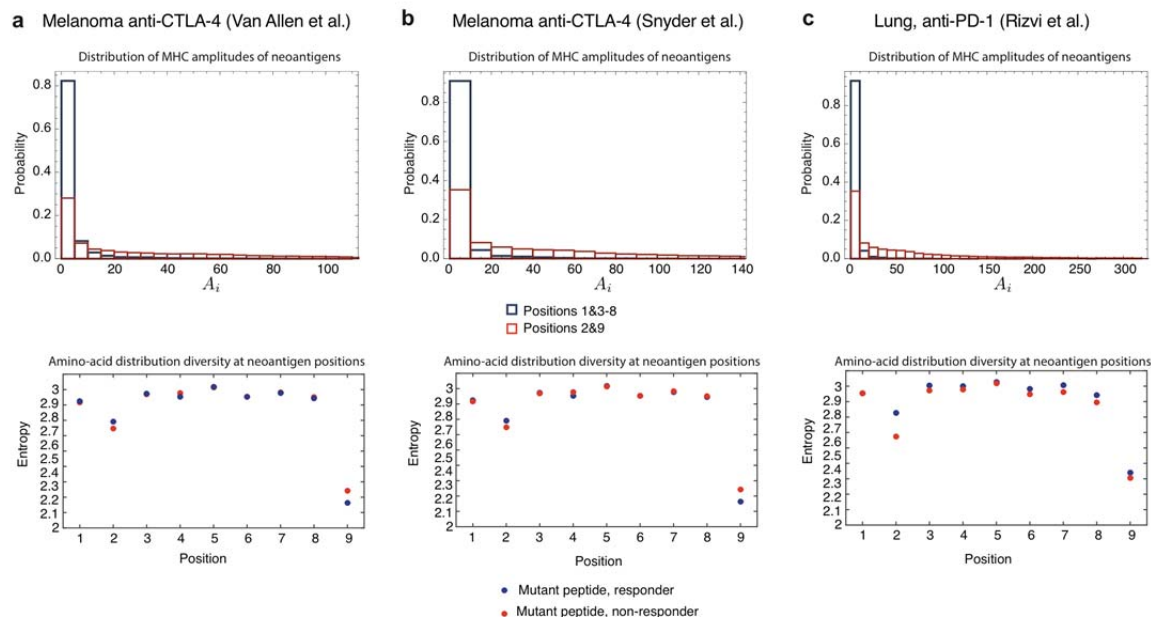 a Melanoma anti-CTLA-4 (Van Allen et al.)
Distribution of MHC amplitudes of neoantigens
Probability
0.8
0.6
0.4
0.2
0.0
0 20 40 60 80 100
A_i
b Melanoma anti-CTLA-4 (Snyder et al.)
Distribution of MHC amplitudes of neoantigens
Probability
0.8
0.6
0.4
0.2
0.0
0 20 40 60 80 100 120 140
A_i
c Lung, anti-PD-1 (Rizvi et al.)
Distribution of MHC amplitudes of neoantigens
Probability
0.8
0.6
0.4
0.2
0.0
0 50 100 150 200 250 300
A_i
Positions 1&3-8
Positions 2&9
Amino-acid distribution diversity at neoantigen positions
Entropy
3
2.9
2.8
2.7
2.6
2.5
2.4
2.3
2.2
2.1
2
1 2 3 4 5 6 7 8 9
Position
Amino-acid distribution diversity at neoantigen positions
Entropy
3
2.9
2.8
2.7
2.6
2.5
2.4
2.3
2.2
2.1
2
1 2 3 4 5 6 7 8 9
Position
Amino-acid distribution diversity at neoantigen positions
Entropy
3
2.9
2.8
2.7
2.6
2.5
2.4
2.3
2.2
2.1
2
1 2 3 4 5 6 7 8 9
Position
Mutant peptide, responder
Mutant peptide, non-responder